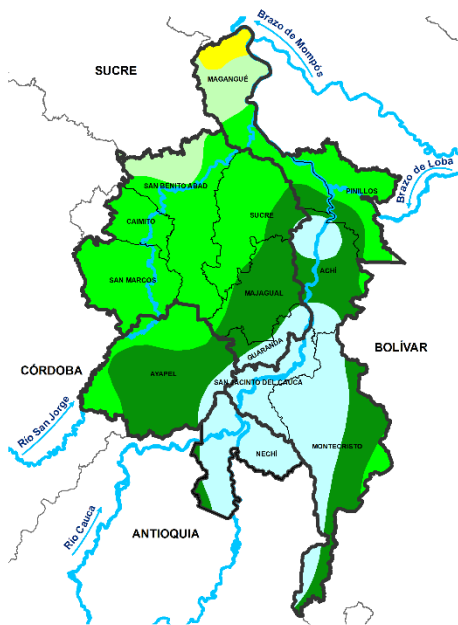 Brazo de Mompós
SUCRE
MAGANGUÉ
SAN BENITO ABAD
PINILLOS
Brazo de Loba
CAIMITO
SUCRE
SAN MARCOS
ACHÍ
MAJAGUAL
GUARANDA
BOLÍVAR
CÓRDOBA
AYAPEL
SAN JACINTO DEL CAUCA
Río San Jorge
MONTECRISTO
NECHÍ
Río Cauca
ANTIOQUIA